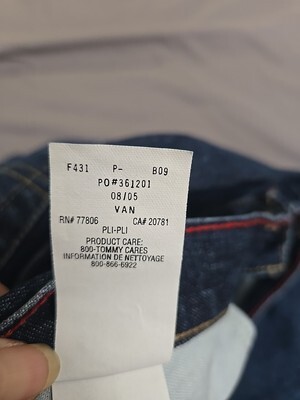 F431 P- B09
PO#361201
08/05
VAN
RN# 77806 CA# 20781
PLI-PLI
PRODUCT CARE:
800-TOMMY CARES
INFORMATION DE NETTOYAGE
800-866-6922